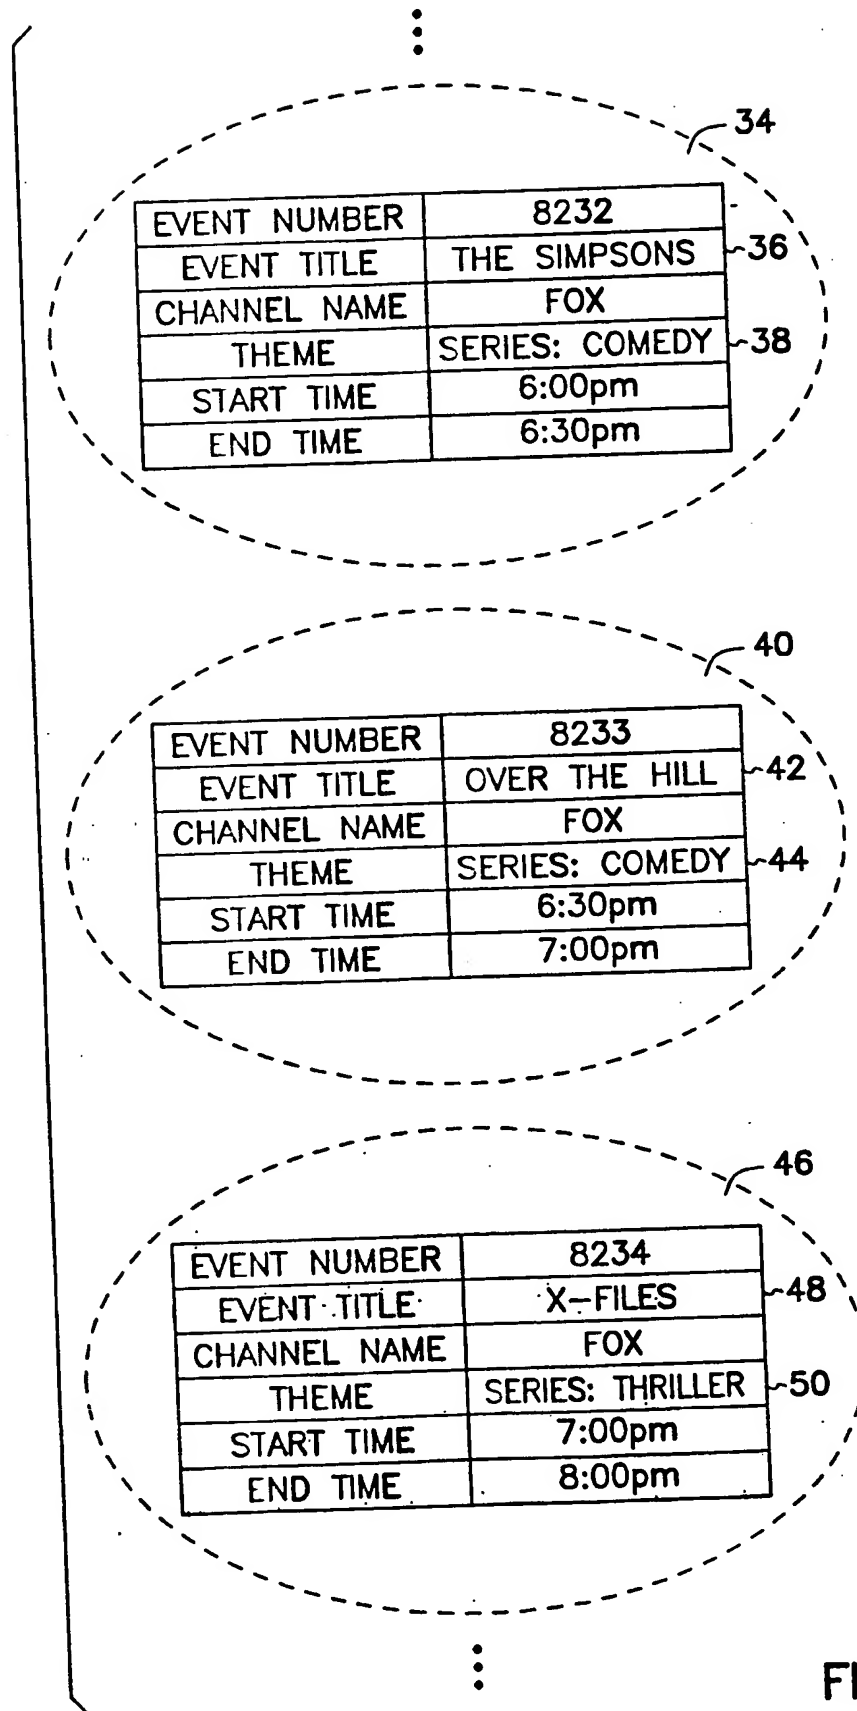 34
EVENT NUMBER 8232
EVENT TITLE THE SIMPSONS 36
CHANNEL NAME FOX
THEME SERIES: COMEDY 38
START TIME 6:00pm
END TIME 6:30pm
40
EVENT NUMBER 8233
EVENT TITLE OVER THE HILL 42
CHANNEL NAME FOX
THEME SERIES: COMEDY 44
START TIME 6:30pm
END TIME 7:00pm
46
EVENT NUMBER 8234
EVENT TITLE X-FILES 48
CHANNEL NAME FOX
THEME SERIES: THRILLER 50
START TIME 7:00pm
END TIME 8:00pm